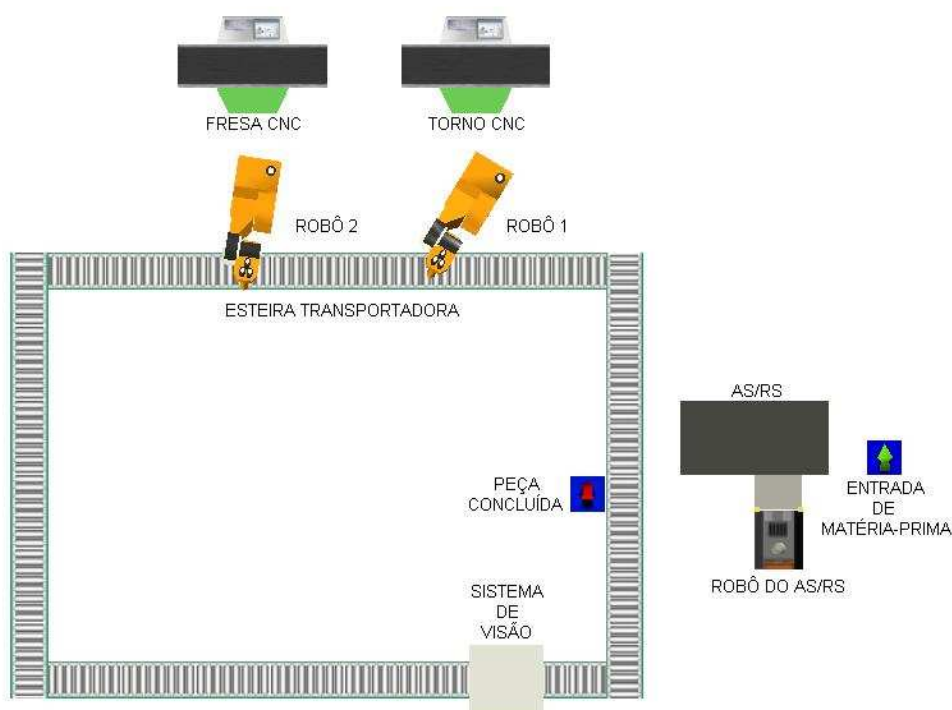 FRESA CNC
TORNO CNC
ROBÔ 2
ROBÔ 1
ESTEIRA TRANSPORTADORA
AS/RS
PEÇA
CONCLUÍDA
ENTRADA
DE
MATÉRIA-PRIMA
ROBÔ DO AS/RS
SISTEMA
DE
VISÃO